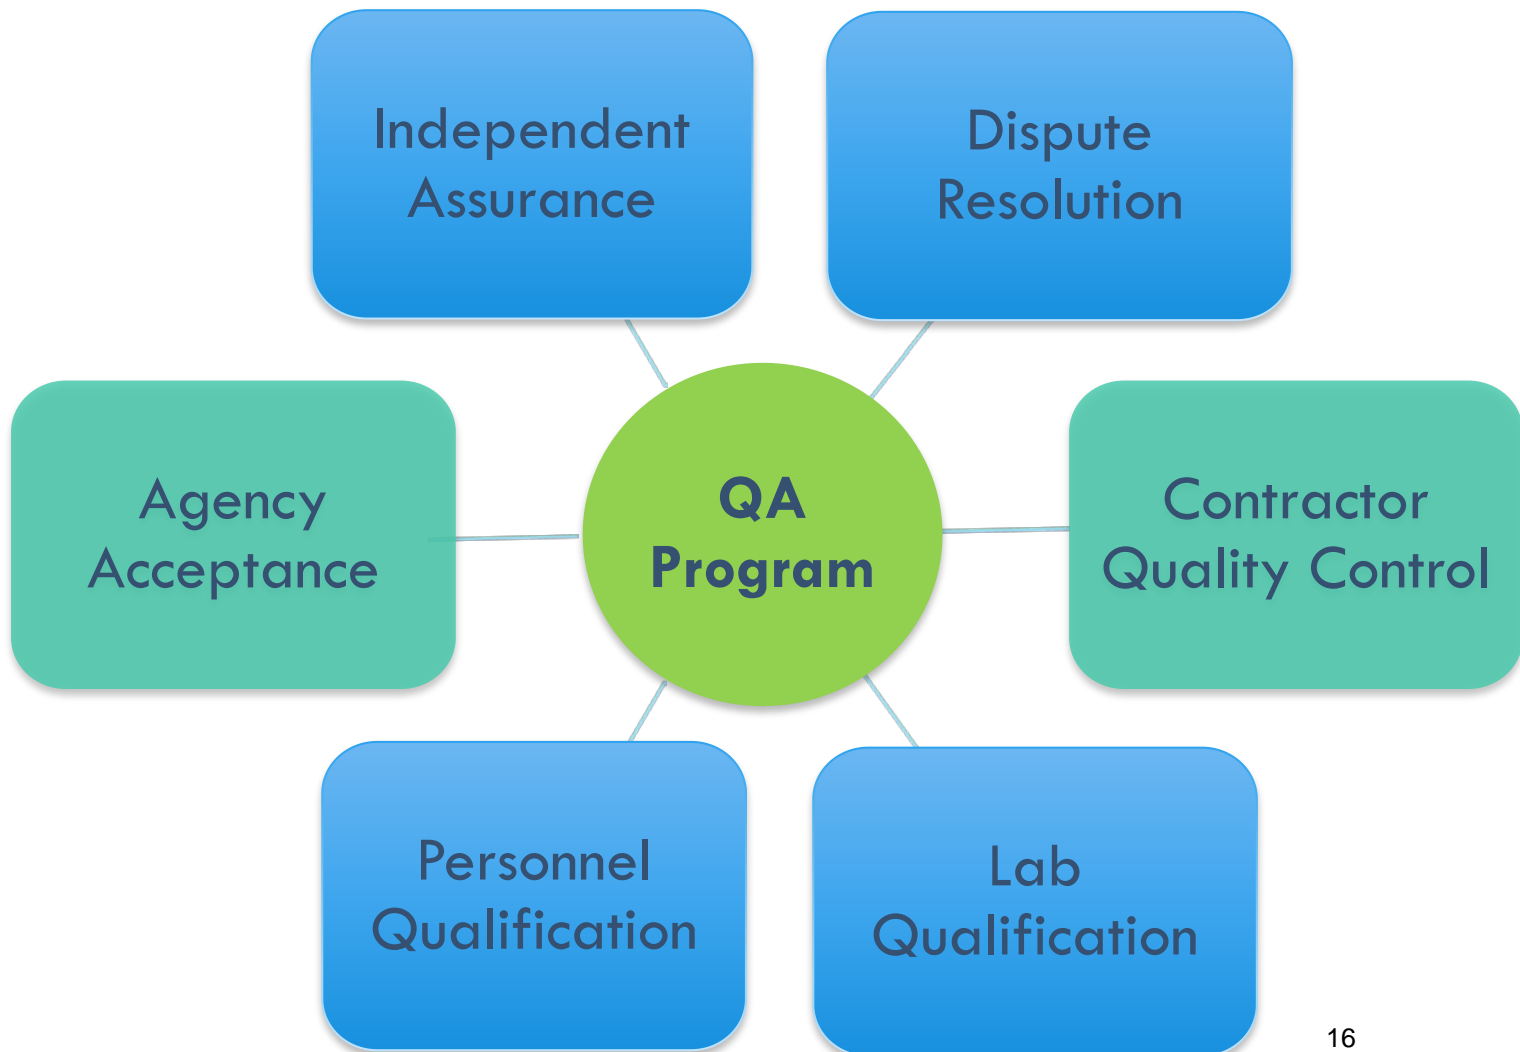 Independent
Assurance
Dispute
Resolution
Agency
Acceptance
QA
Program
Contractor
Quality Control
Personnel
Qualification
Lab
Qualification
16